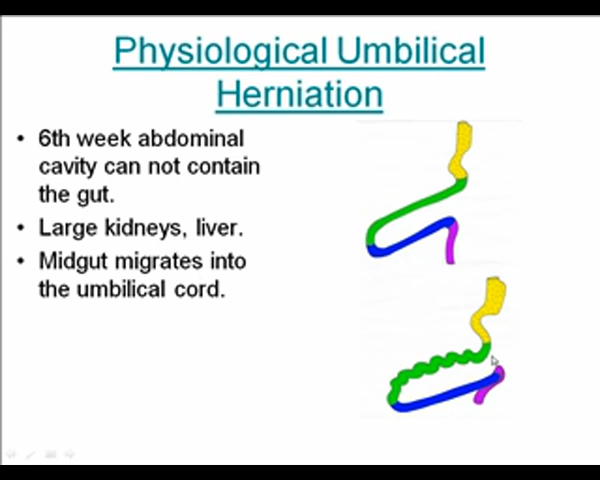 Physiological Umbilical
Herniation
• 6th week abdominal
cavity can not contain
the gut.
• Large kidneys, liver.
• Midgut migrates into
the umbilical cord.